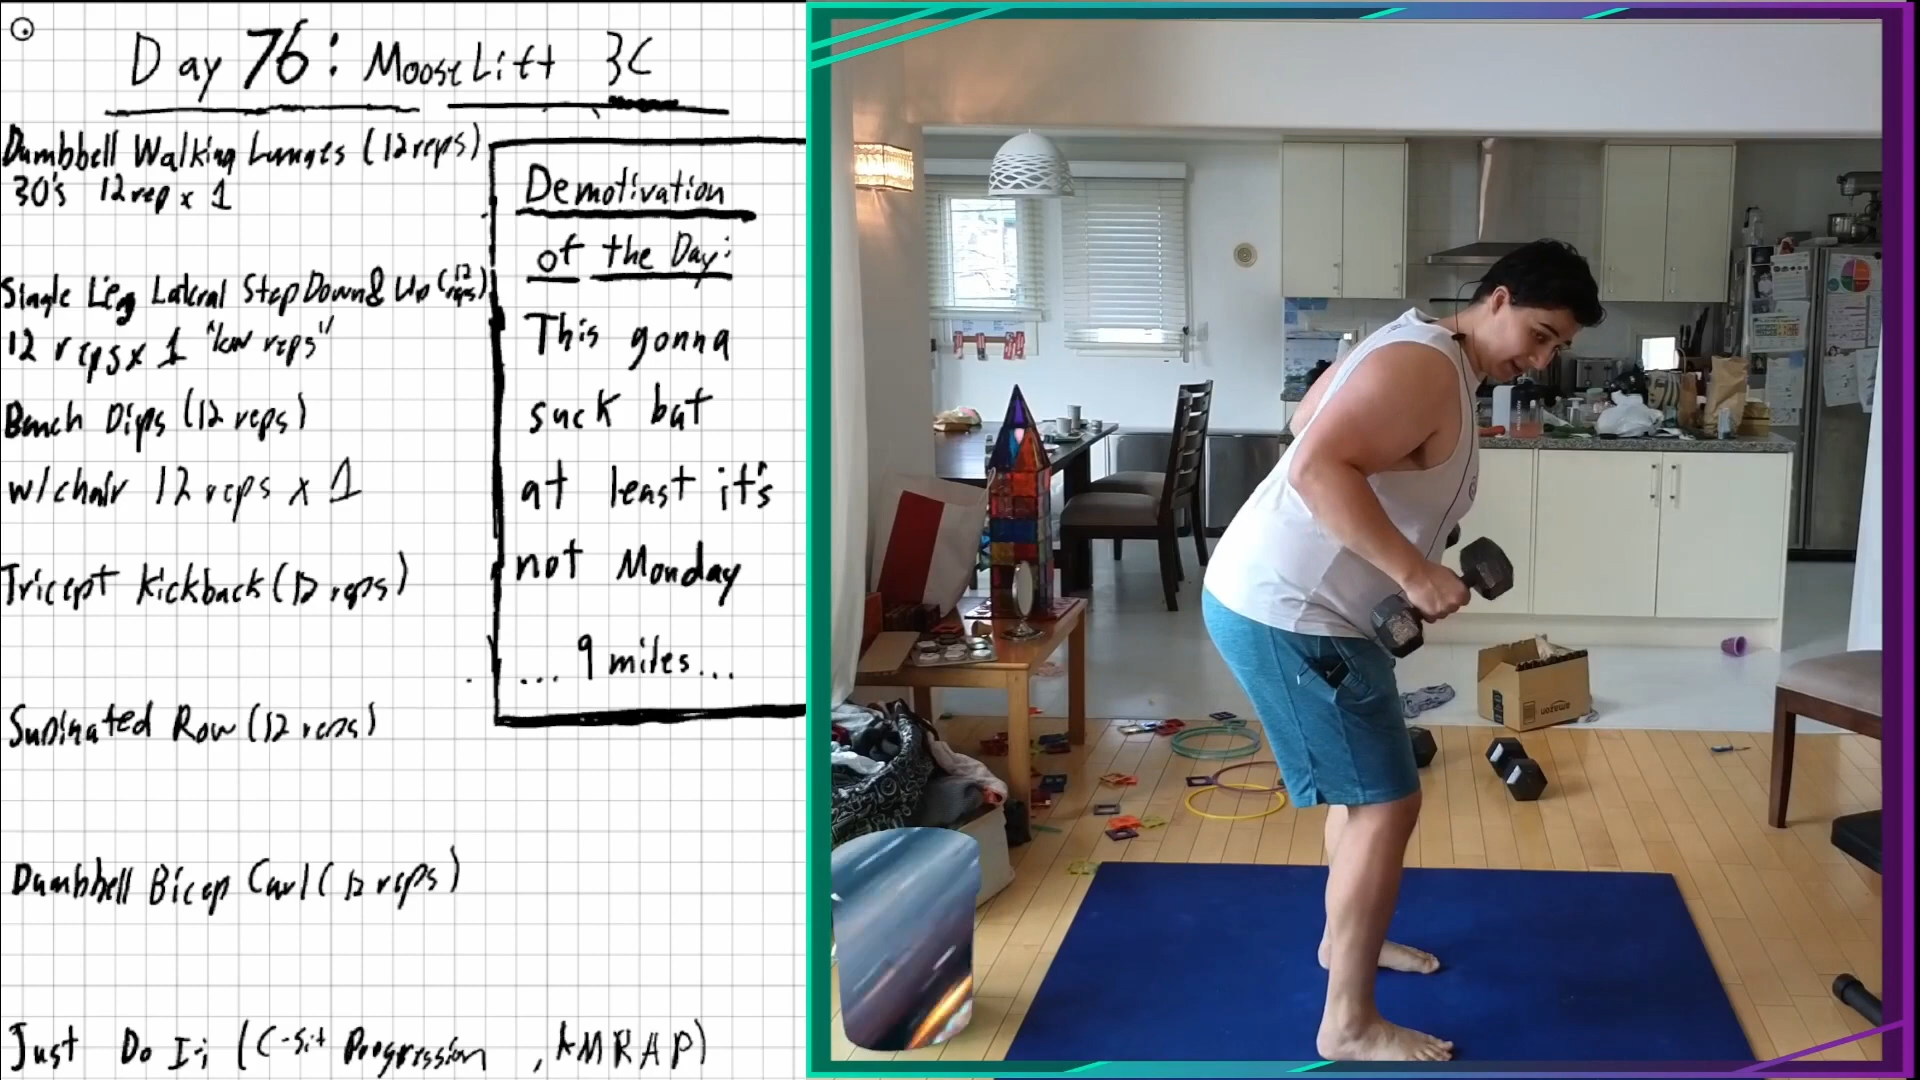 Day 76: MooseLift 3C
Dumbbell Walking Lunges (12 reps)
30's 12 rep x 1
Single Leg Lateral Step Down & Up (12 reps)
12 reps x 1 "low reps"
Bench Dips (12 reps)
w/chair 12 reps x 1
Tricept Kickback (12 reps)
Supinated Row (12 reps)
Dumbbell Bicep Curl (12 reps)
Just Do It; (C-Sit Progression, AMRAP)
Demotivation
of the Day:
This gonna
suck but
at least it's
not Monday
... 9 miles...
amazon